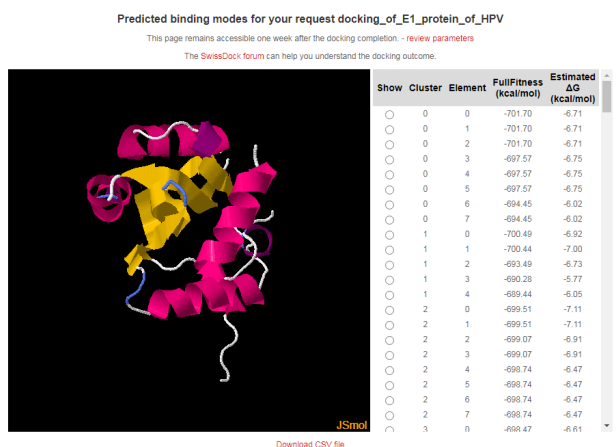 Predicted binding modes for your request docking_of_E1_protein_of_HPV
This page remains accessible one week after the docking completion. - review parameters
The SwissDock forum can help you understand the docking outcome.
Show Cluster Element FullFitness (kcal/mol) Estimated ΔG (kcal/mol)
0 0 -701.70 -6.71
0 1 -701.70 -6.71
0 2 -701.70 -6.71
0 3 -697.57 -6.75
0 4 -697.57 -6.75
0 5 -697.57 -6.75
0 6 -694.45 -6.02
0 7 -694.45 -6.02
1 0 -700.49 -6.92
1 1 -700.44 -7.00
1 2 -693.49 -6.73
1 3 -690.28 -5.77
1 4 -689.44 -6.05
2 0 -699.51 -7.11
2 1 -699.51 -7.11
2 2 -699.07 -6.91
2 3 -699.07 -6.91
2 4 -698.74 -6.47
2 5 -698.74 -6.47
2 6 -698.74 -6.47
2 7 -698.74 -6.47
3 0 -698.47 -6.61
JSmol
Download CSV file